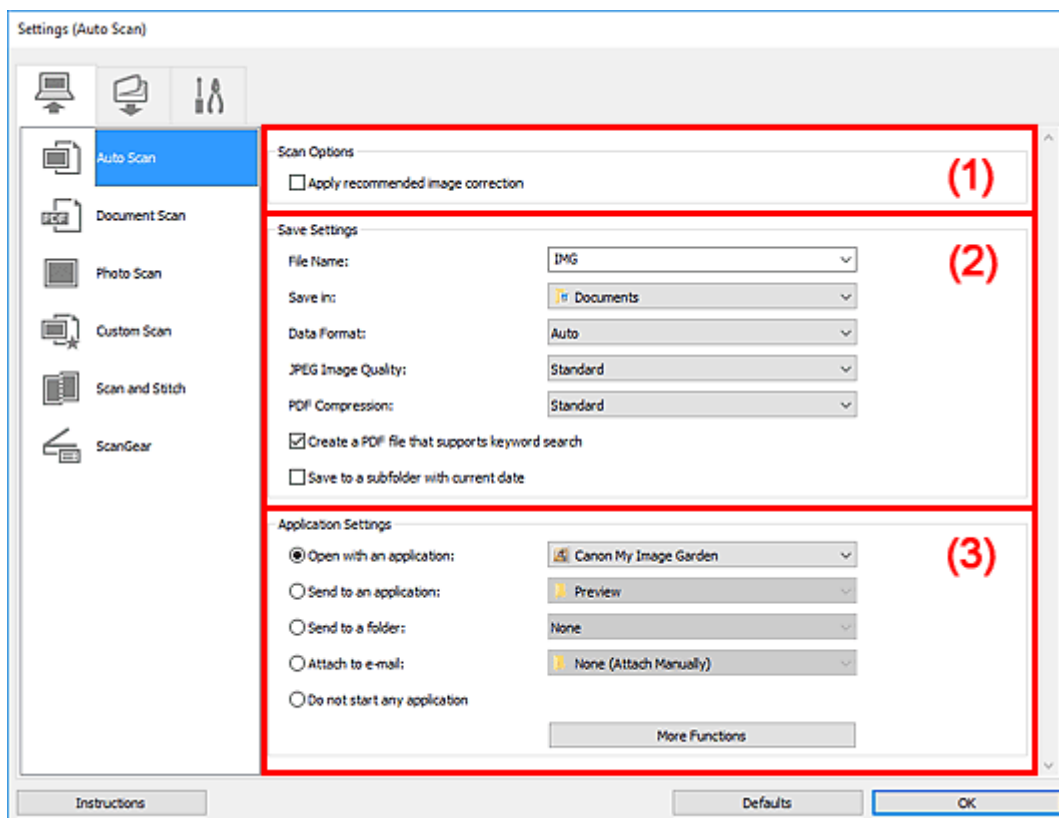 Settings (Auto Scan)
Auto Scan
Document Scan
Photo Scan
Custom Scan
Scan and Stitch
ScanGear
Scan Options
(1)
Apply recommended image correction
Save Settings
(2)
File Name: IMG
Save in: Documents
Data Format: Auto
JPEG Image Quality: Standard
PDF Compression: Standard
Create a PDF file that supports keyword search
Save to a subfolder with current date
Application Settings
(3)
Open with an application: Canon My Image Garden
Send to an application: Preview
Send to a folder: None
Attach to e-mail: None (Attach Manually)
Do not start any application
More Functions
Instructions Defaults OK